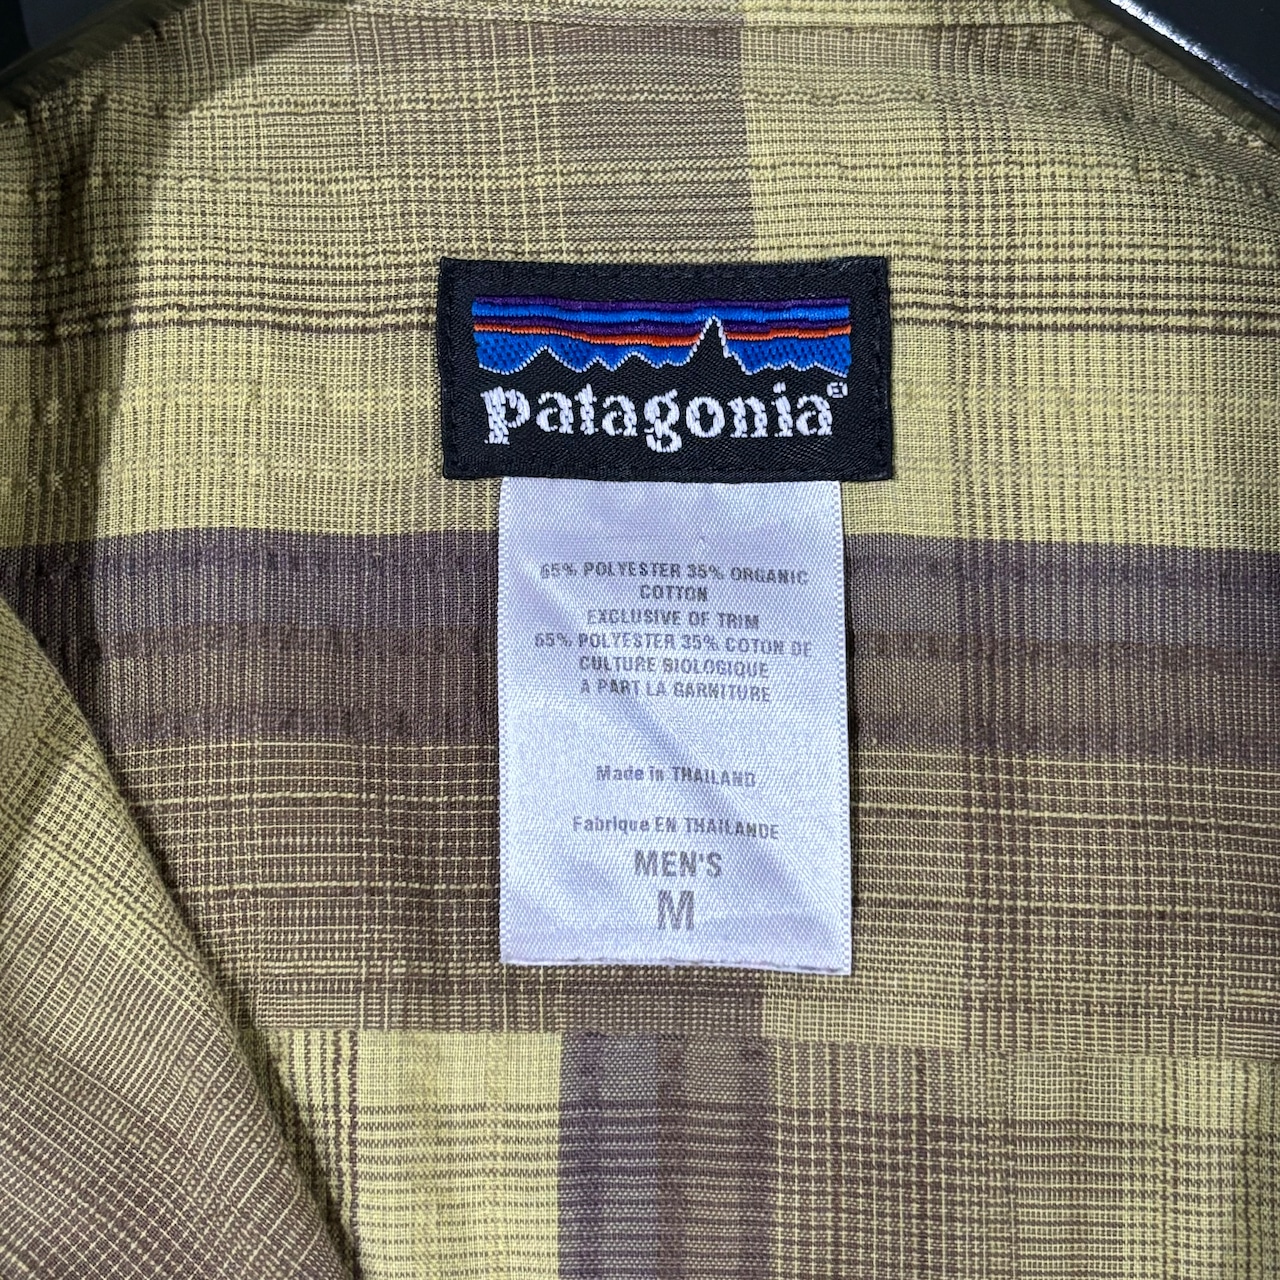 patagonia®
65% POLYESTER 35% ORGANIC
COTTON
EXCLUSIVE OF TRIM
65% POLYESTER 35% COTON DE
CULTURE BIOLOGIQUE
A PART LA GARNITURE
Made in THAILAND
Fabrique EN THAILANDE
MEN'S
M